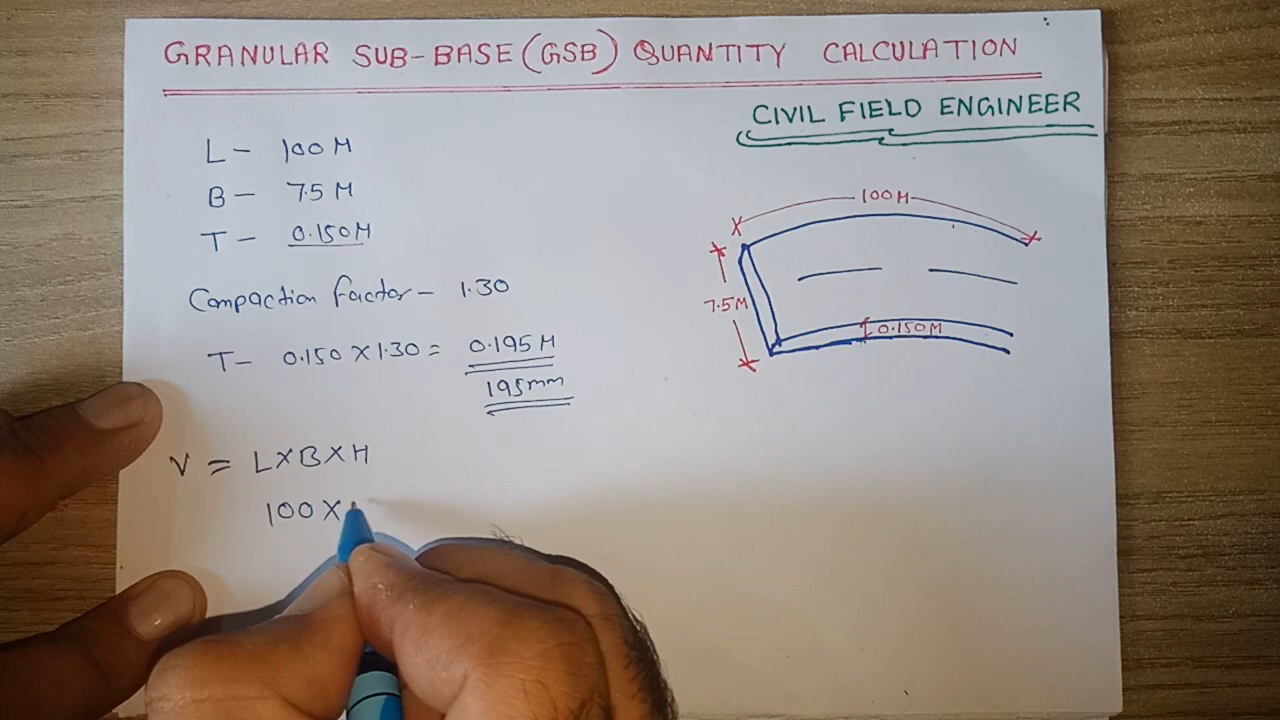 GRANULAR SUB-BASE (GSB) QUANTITY CALCULATION
CIVIL FIELD ENGINEER
L - 100 M
B - 7.5 M
T - 0.150 M
Compaction factor - 1.30
T - 0.150 X 1.30 = 0.195 M
195mm
V = L X B X H
100 X
100 M
7.5 M
0.150 M